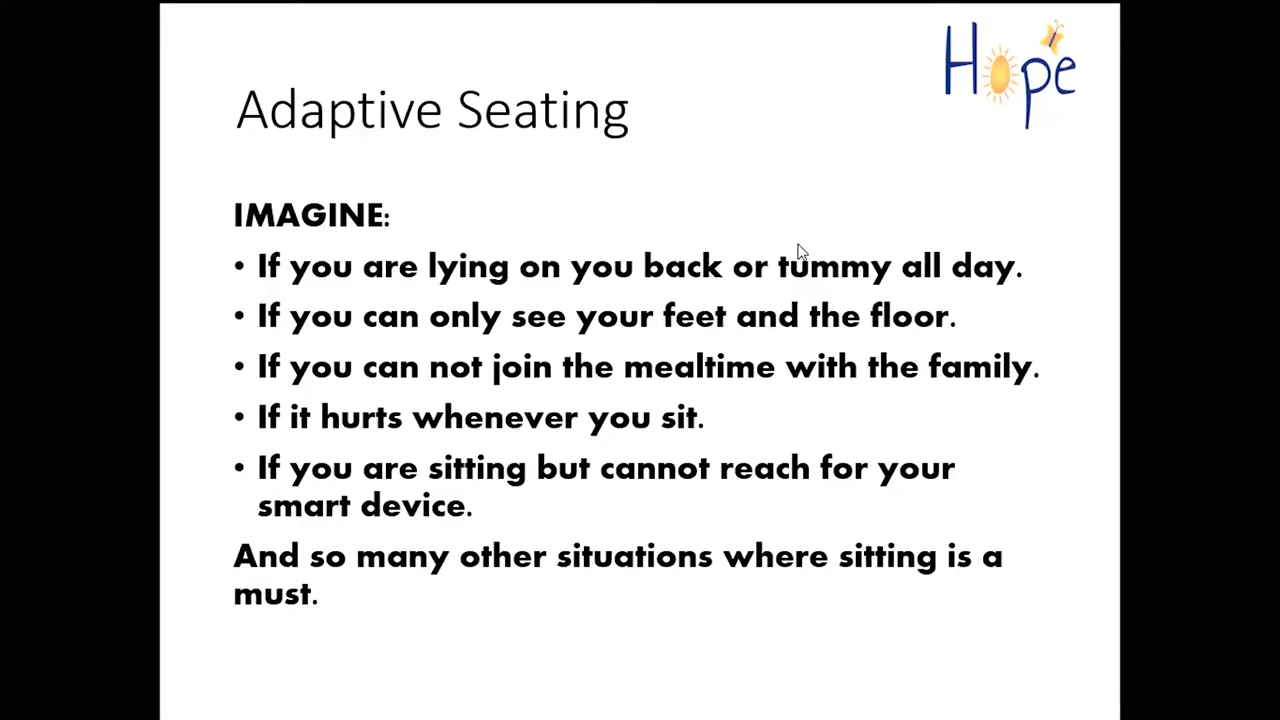 Hope
Adaptive Seating
IMAGINE:
• If you are lying on you back or tummy all day.
• If you can only see your feet and the floor.
• If you can not join the mealtime with the family.
• If it hurts whenever you sit.
• If you are sitting but cannot reach for your
smart device.
And so many other situations where sitting is a
must.